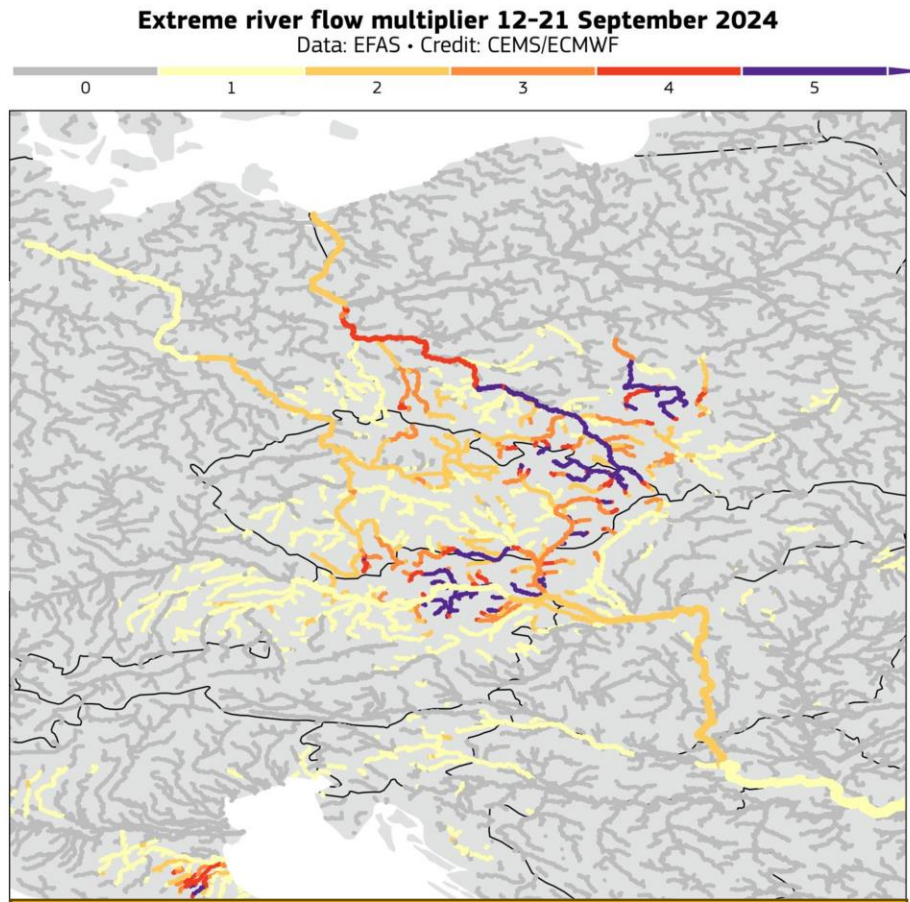 Extreme river flow multiplier 12-21 September 2024
Data: EFAS • Credit: CEMS/ECMWF
0 1 2 3 4 5